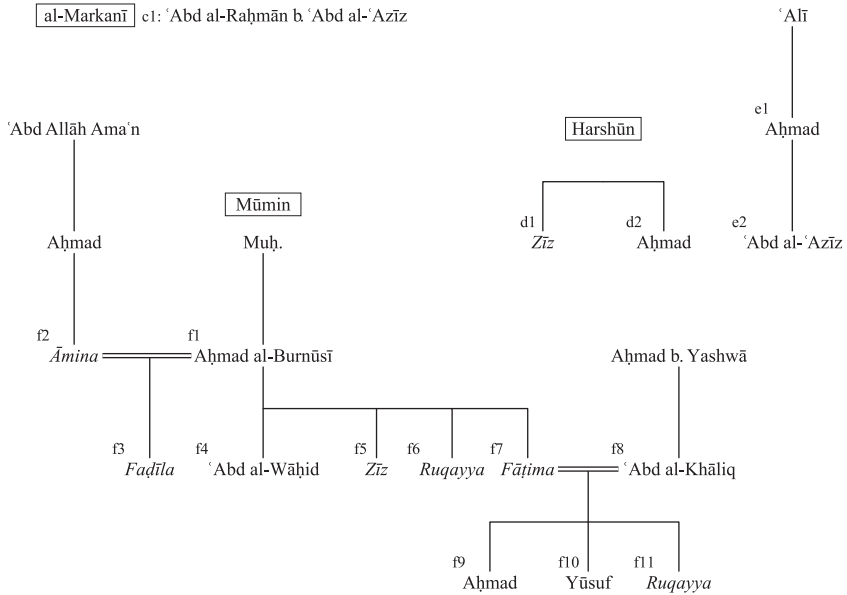 al-Markanī c1: ʿAbd al-Raḥmān b. ʿAbd al-ʿAzīz
ʿAlī
e1
ʿAbd Allāh Amaʿn Harshūn Aḥmad
Mūmin
d1 d2 e2
Aḥmad Muḥ. Zīz Aḥmad ʿAbd al-ʿAzīz
f2 f1
Āmina Aḥmad al-Burnūsī Aḥmad b. Yashwā
f3 f4 f5 f6 f7 f8
Faḍīla ʿAbd al-Wāḥid Zīz Ruqayya Fāṭima ʿAbd al-Khāliq
f9 f10 f11
Aḥmad Yūsuf Ruqayya